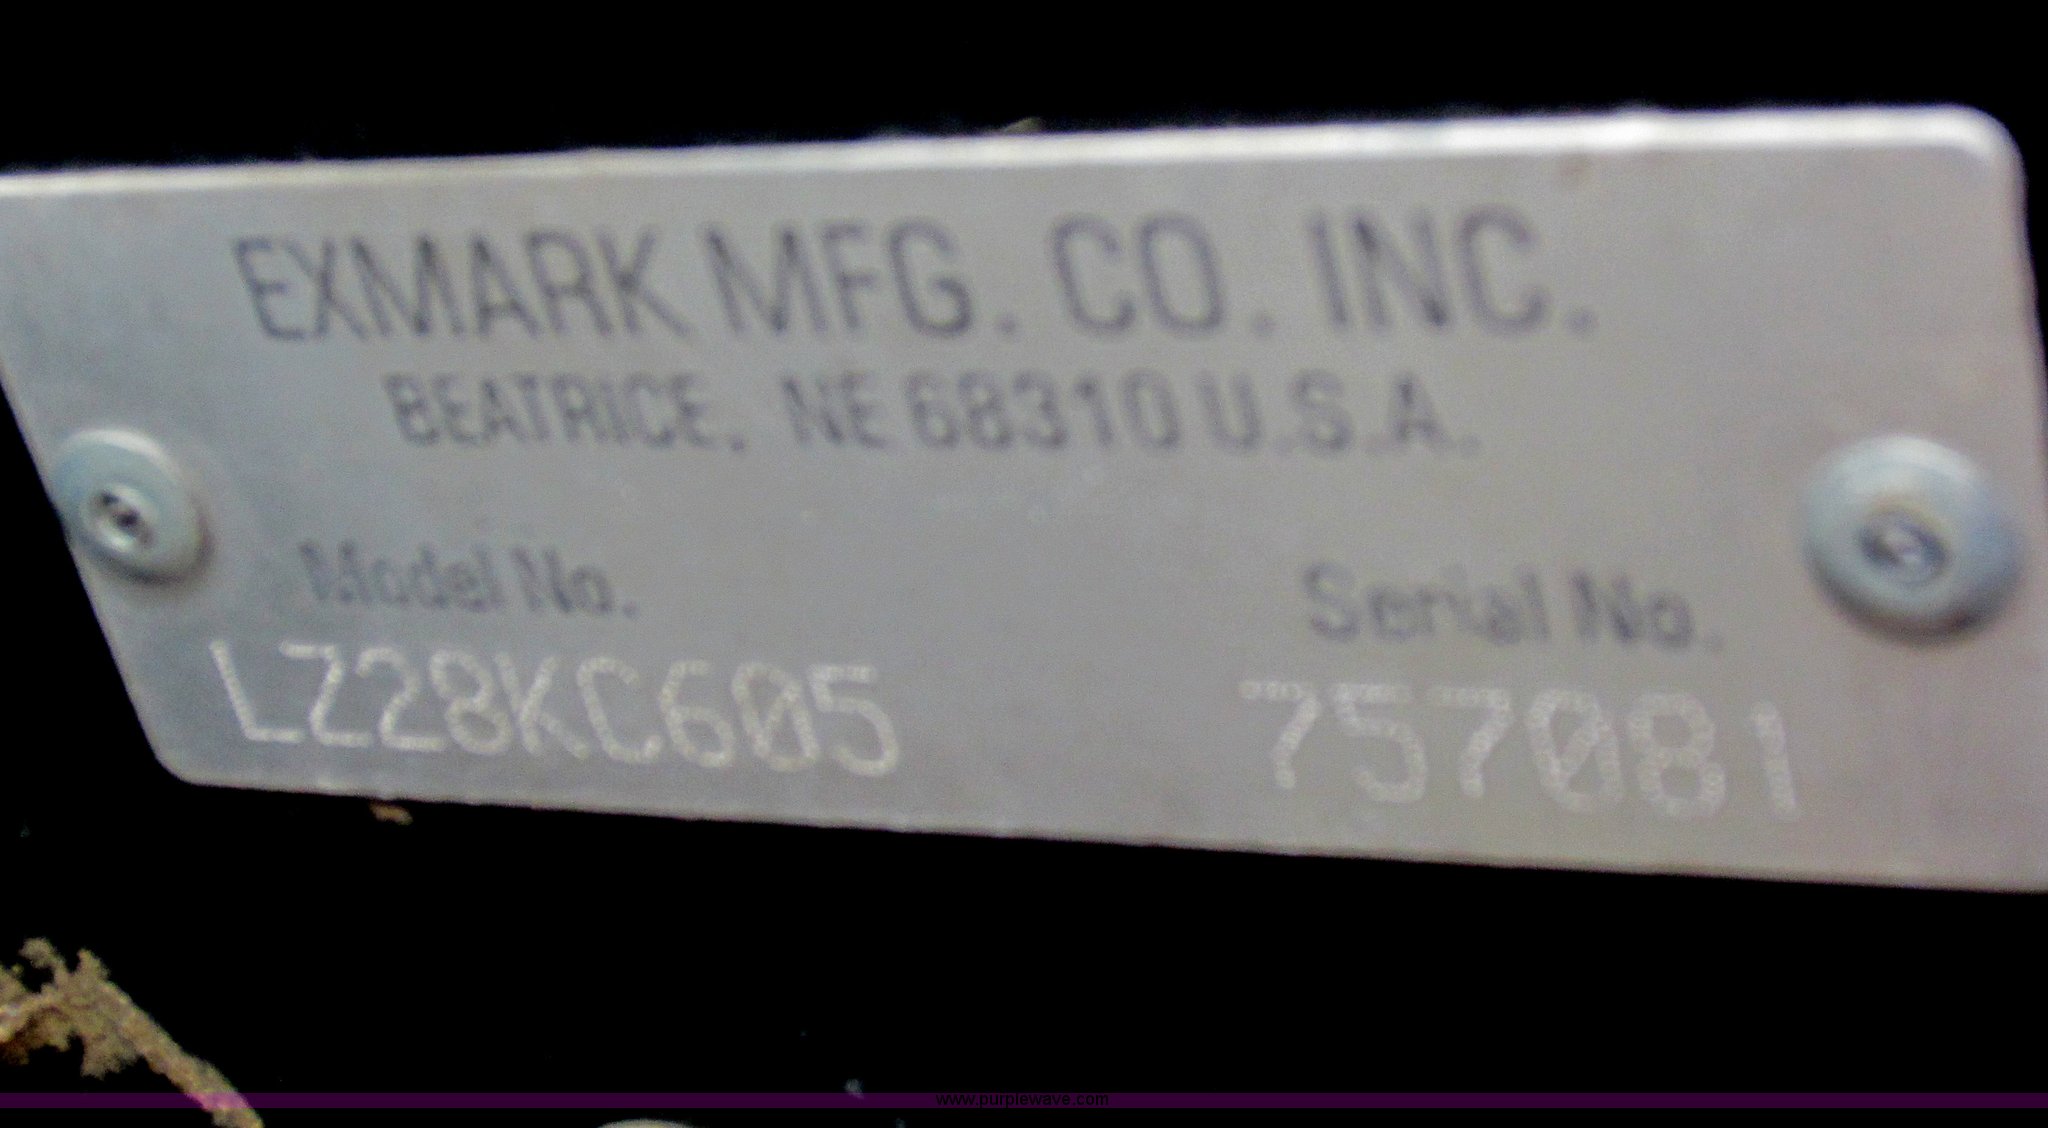 EXMARK MFG. CO. INC.
BEATRICE, NE 68310 U.S.A.
Model No. Serial No.
LZ28KC605 757081
www.purplewave.com